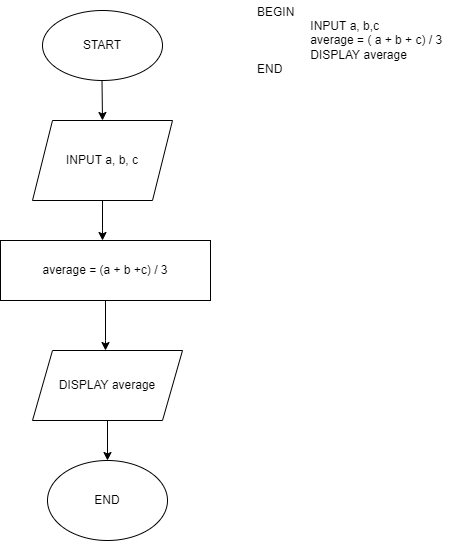 START
INPUT a, b, c
average = (a + b +c) / 3
DISPLAY average
END
BEGIN
INPUT a, b,c
average = ( a + b + c) / 3
DISPLAY average
END